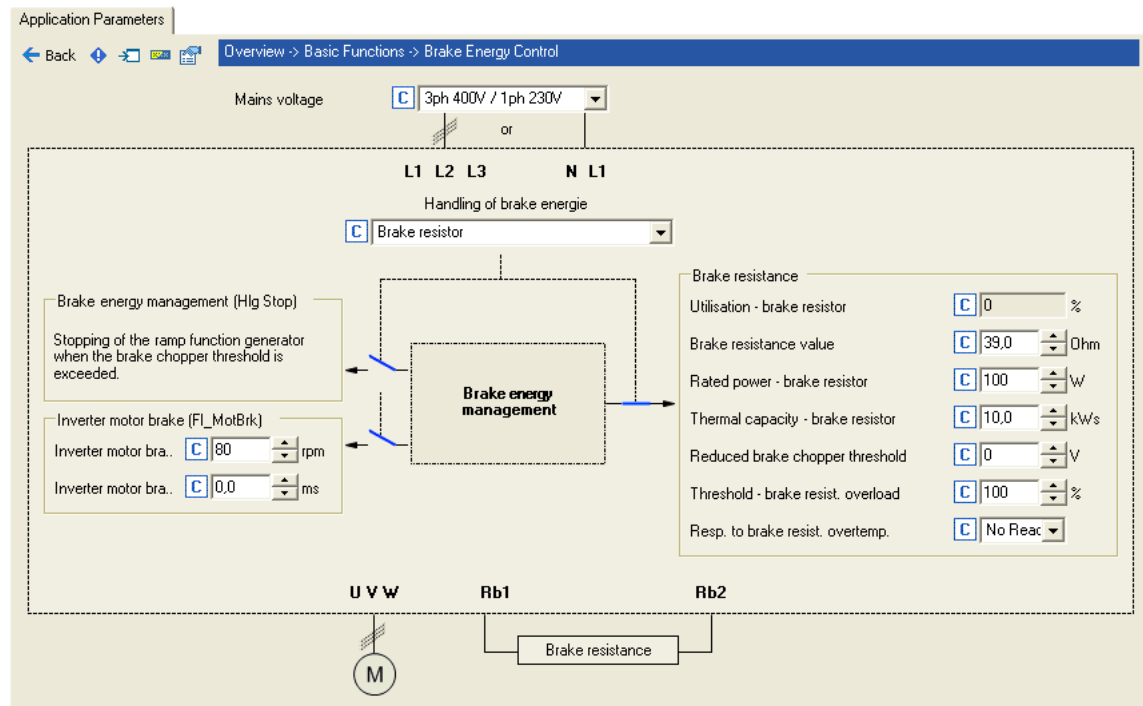 Application Parameters
Back
Overview -> Basic Functions -> Brake Energy Control
Mains voltage
C 3ph 400V / 1ph 230V
or
L1 L2 L3 N L1
Handling of brake energie
C Brake resistor
Brake energy management (Hlg Stop)
Stopping of the ramp function generator
when the brake chopper threshold is
exceeded.
Inverter motor brake (FI_MotBrk)
Inverter motor bra.. C 80 rpm
Inverter motor bra.. C 0,0 ms
Brake energy
management
Brake resistance
Utilisation - brake resistor C 0 %
Brake resistance value C 39,0 Ohm
Rated power - brake resistor C 100 W
Thermal capacity - brake resistor C 10,0 kWs
Reduced brake chopper threshold C 0 V
Threshold - brake resist. overload C 100 %
Resp. to brake resist. overtemp. C No Reac
U V W Rb1 Rb2
Brake resistance
M